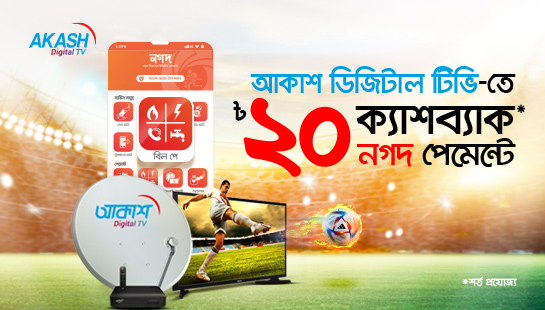 AKASH
Digital TV
নগদ
বিল পে
আকাশ
Digital TV
আকাশ ডিজিটাল টিভি-তে
৳২০ ক্যাশব্যাক*
নগদ পেমেন্টে
*শর্ত প্রযোজ্য